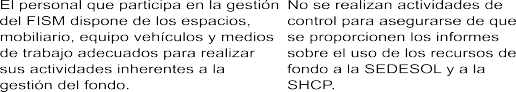 El personal que participa en la gestión
del FISM dispone de los espacios,
mobiliario, equipo vehículos y medios
de trabajo adecuados para realizar
sus actividades inherentes a la
gestión del fondo.
No se realizan actividades de
control para asegurarse de que
se proporcionen los informes
sobre el uso de los recursos de
fondo a la SEDESOL y a la
SHCP.